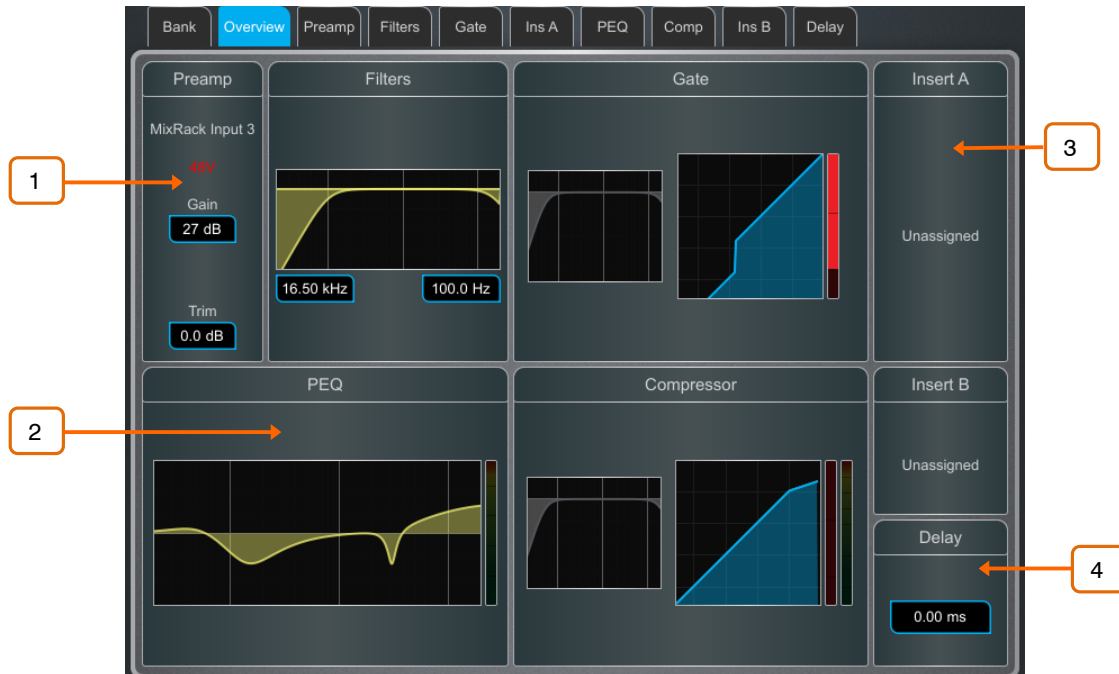 Bank Overview Preamp Filters Gate Ins A PEQ Comp Ins B Delay
Preamp
MixRack Input 3
48V
Gain
27 dB
Trim
0.0 dB
Filters
16.50 kHz
100.0 Hz
Gate
Insert A
Unassigned
PEQ
Compressor
Insert B
Unassigned
Delay
0.00 ms
1
2
3
4